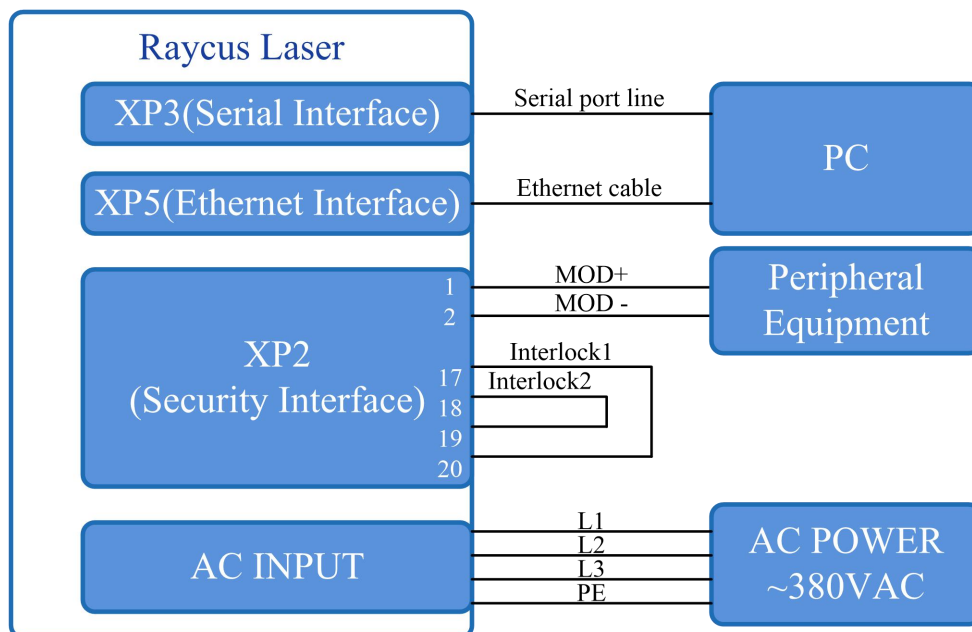 Raycus Laser
XP3(Serial Interface)
Serial port line
PC
XP5(Ethernet Interface)
Ethernet cable
1
MOD+
2
MOD -
Peripheral
Equipment
XP2
(Security Interface)
Interlock1
17
Interlock2
18
19
20
AC INPUT
L1
L2
L3
PE
AC POWER
~380VAC